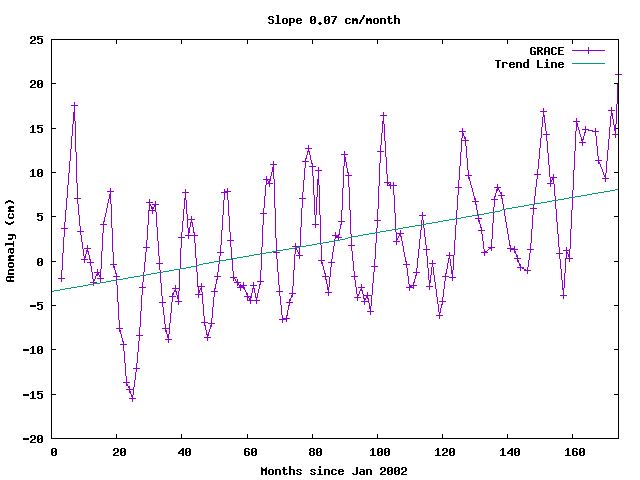 Slope 0.07 cm/month
25
GRACE
Trend Line
20
15
10
5
0
-5
-10
-15
-20
Anomaly (cm)
0 20 40 60 80 100 120 140 160
Months since Jan 2002